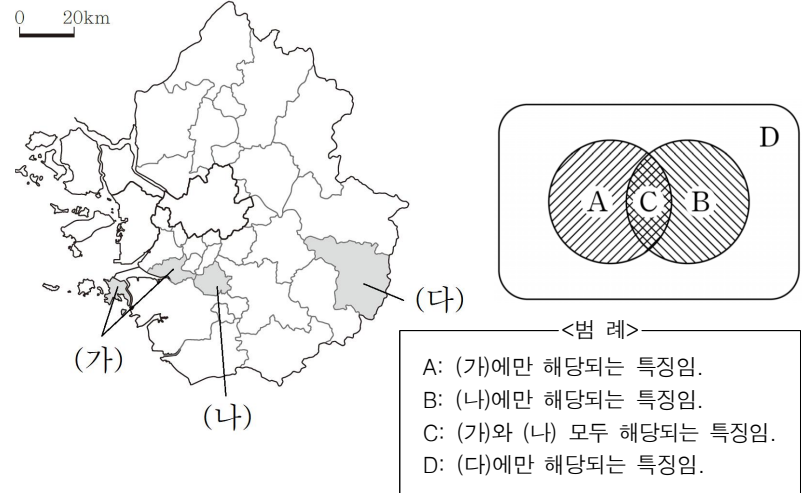 0 20km
D
A C B
(다)
(가)
(나)
<범 례>
A: (가)에만 해당되는 특징임.
B: (나)에만 해당되는 특징임.
C: (가)와 (나) 모두 해당되는 특징임.
D: (다)에만 해당되는 특징임.